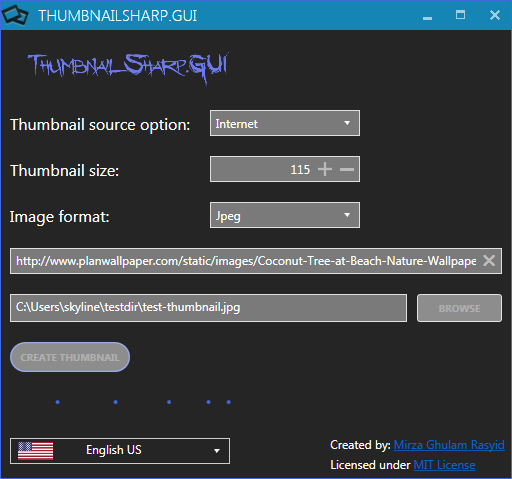 THUMBNAILSHARP.GUI
ThumbnailSharp.GUI
Thumbnail source option: Internet
Thumbnail size: 115
Image format: Jpeg
http://www.planwallpaper.com/static/images/Coconut-Tree-at-Beach-Nature-Wallpape
C:\Users\skyline\testdir\test-thumbnail.jpg BROWSE
CREATE THUMBNAIL
English US
Created by: Mirza Ghulam Rasyid
Licensed under MIT License